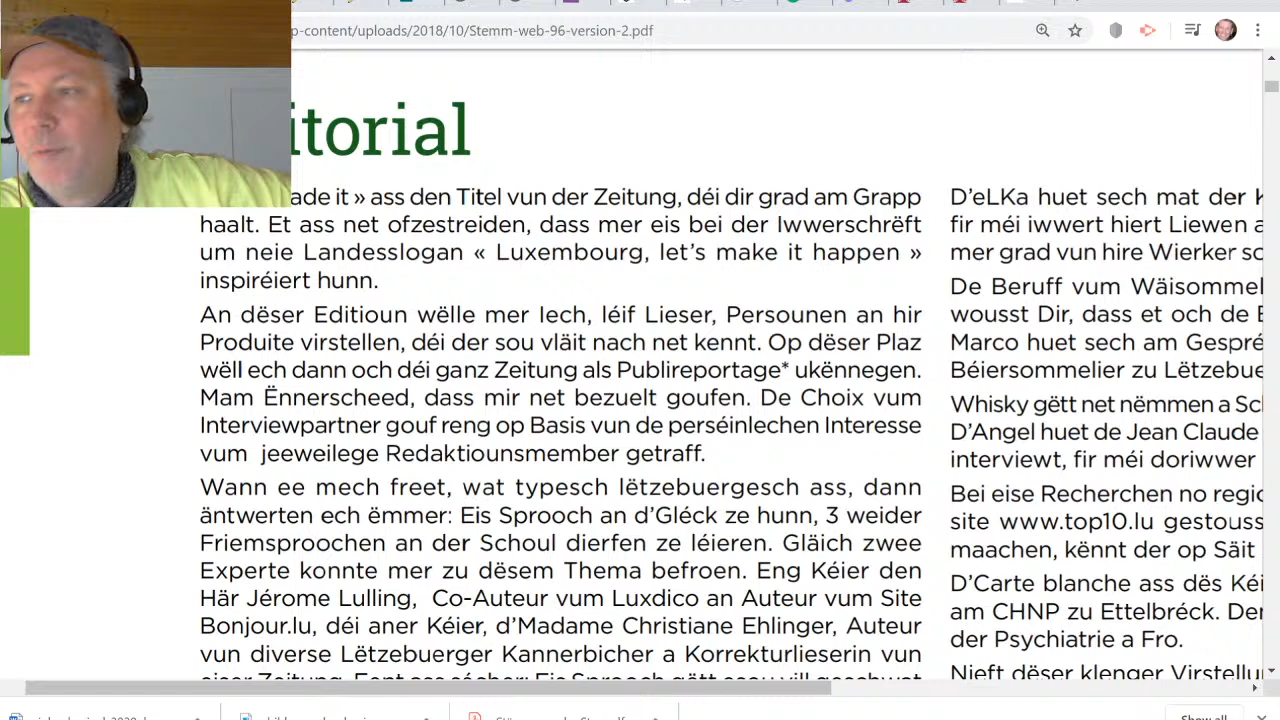 p-content/uploads/2018/10/Stemm-web-96-version-2.pdf
itorial
ade it » ass den Titel vun der Zeitung, déi dir grad am Grapp
haalt. Et ass net ofzestreiden, dass mer eis bei der Iwwerschrëft
um neie Landesslogan « Luxembourg, let's make it happen »
inspiréiert hunn.
An dëser Editioun wëlle mer Iech, léif Lieser, Persounen an hir
Produite virstellen, déi der sou vläit nach net kennt. Op dëser Plaz
wëll ech dann och déi ganz Zeitung als Publireportage* ukënnegen.
Mam Ënnerscheed, dass mir net bezuelt goufen. De Choix vum
Interviewpartner gouf reng op Basis vun de perséinlechen Interesse
vum jeeweilege Redaktiounsmember getraff.
Wann ee mech freet, wat typesch lëtzebuergesch ass, dann
äntwerten ech ëmmer: Eis Sprooch an d'Gléck ze hunn, 3 weider
Friemsproochen an der Schoul dierfen ze léieren. Gläich zwee
Experte konnte mer zu dësem Thema befroen. Eng Kéier den
Här Jérome Lulling, Co-Auteur vum Luxdico an Auteur vum Site
Bonjour.lu, déi aner Kéier, d'Madame Christiane Ehlinger, Auteur
vun diverse Lëtzebuerger Kannerbicher a Korrekturlieserin vun
D'eLKa huet sech mat der
fir méi iwwert hiert Liewen
mer grad vun hire Wierker
De Beruff vum Wäisommel
wousst Dir, dass et och de
Marco huet sech am Gespré
Béiersommelier zu Lëtzebue
Whisky gëtt net nëmmen a
D'Angel huet de Jean Claude
interviewt, fir méi doriwwer
Bei eise Recherchen no regio
site www.top10.lu gestouss
maachen, kënnt der op Säit
D'Carte blanche ass dës Kéi
am CHNP zu Ettelbréck.
der Psychiatrie a Fro.
Nieft dëser klenger Virstellu
Show all